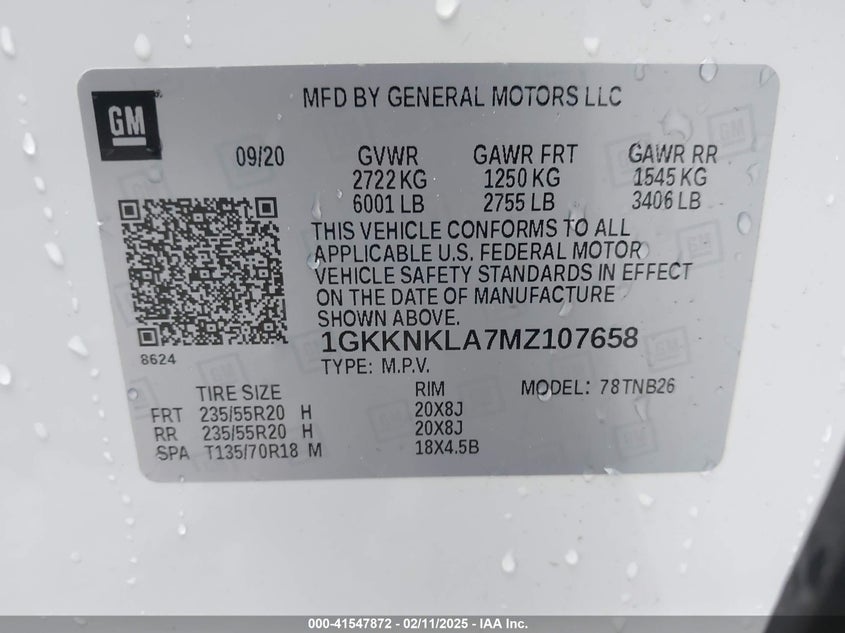 MFD BY GENERAL MOTORS LLC
GM
09/20 GVWR GAWR FRT GAWR RR
2722 KG 1250 KG 1545 KG
6001 LB 2755 LB 3406 LB
THIS VEHICLE CONFORMS TO ALL
APPLICABLE U.S. FEDERAL MOTOR
VEHICLE SAFETY STANDARDS IN EFFECT
ON THE DATE OF MANUFACTURE
SHOWN ABOVE.
1GKKNKLA7MZ107658
8624
TYPE: M.P.V.
TIRE SIZE RIM MODEL: 78TNB26
FRT 235/55R20 H 20X8J
RR 235/55R20 H 20X8J
SPA T135/70R18 M 18X4.5B
000-41547872 - 02/11/2025 - IAA Inc.